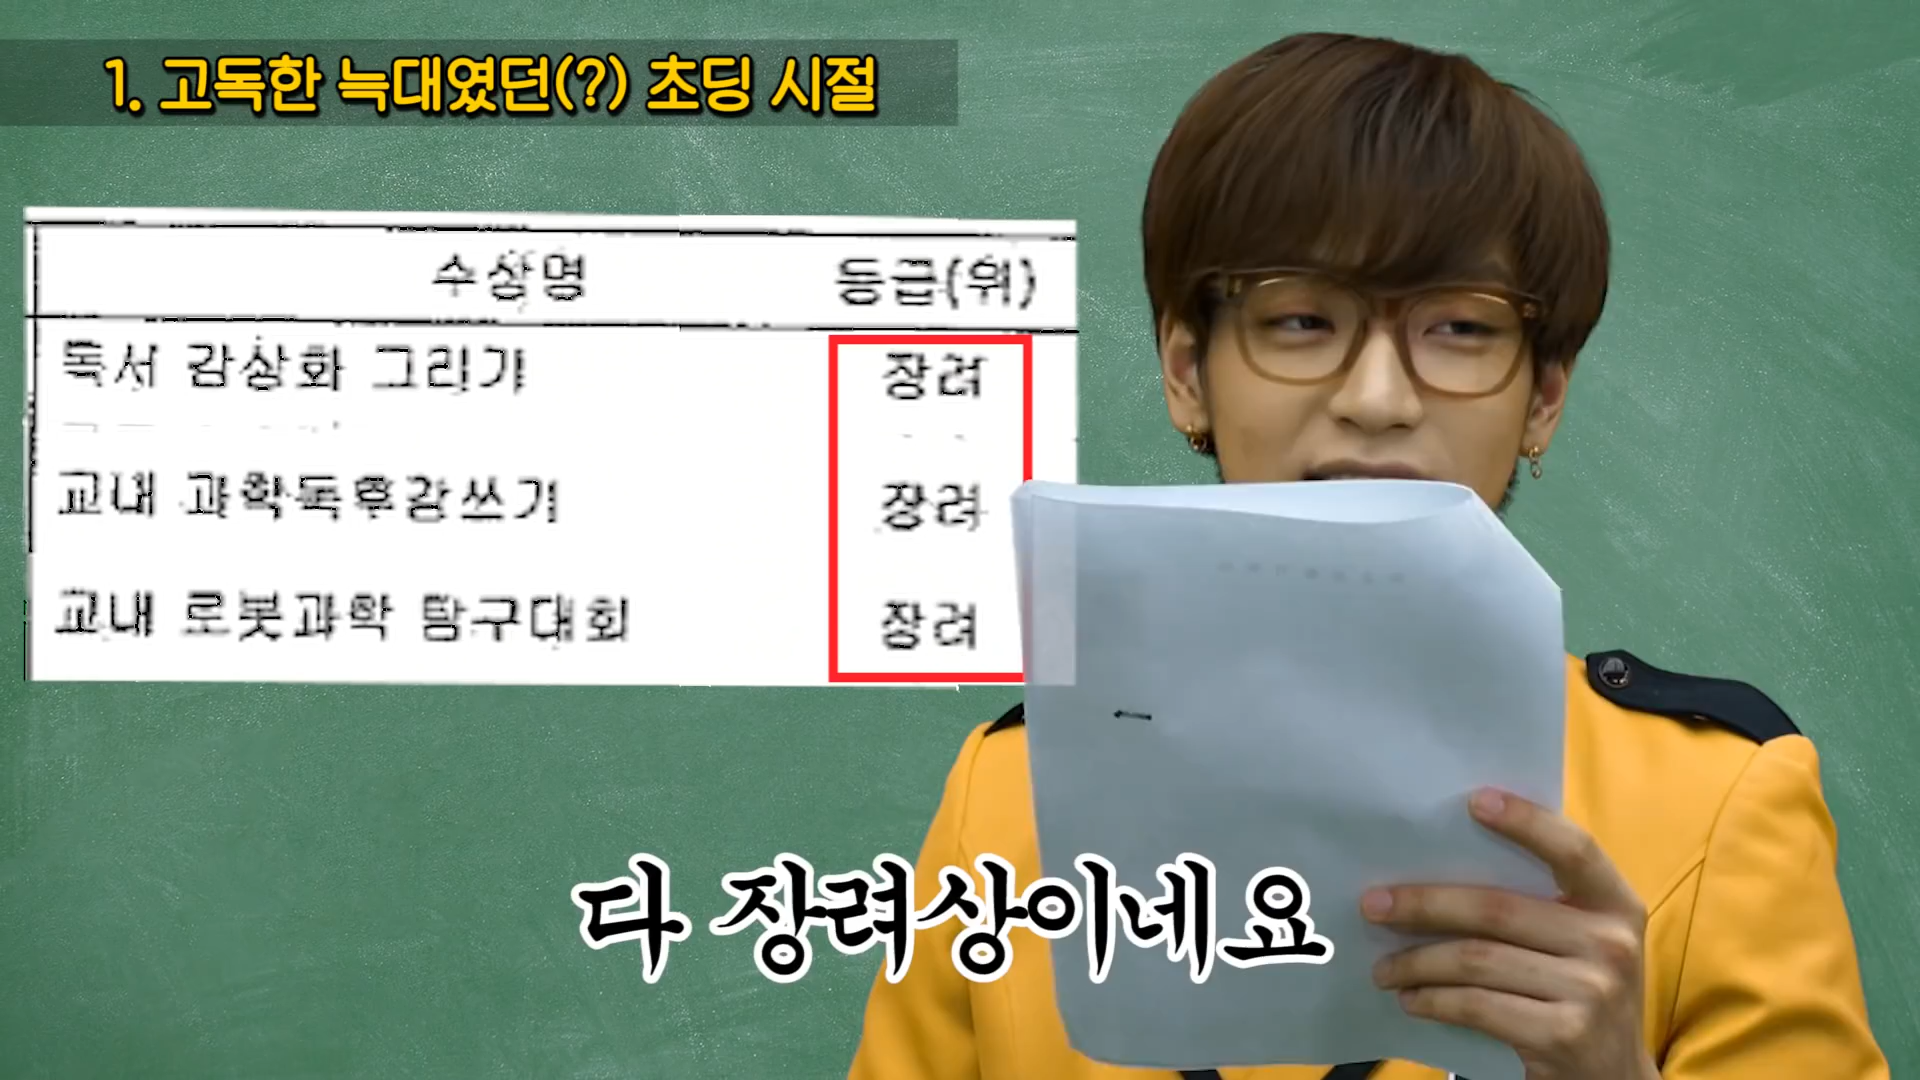 1. 고독한 늑대였던(?) 초딩 시절
수상명 등급(위)
독서 감상화 그리기 장려
교내 과학독후감쓰기 장려
교내 로봇과학 탐구대회 장려
다 장려상이네요